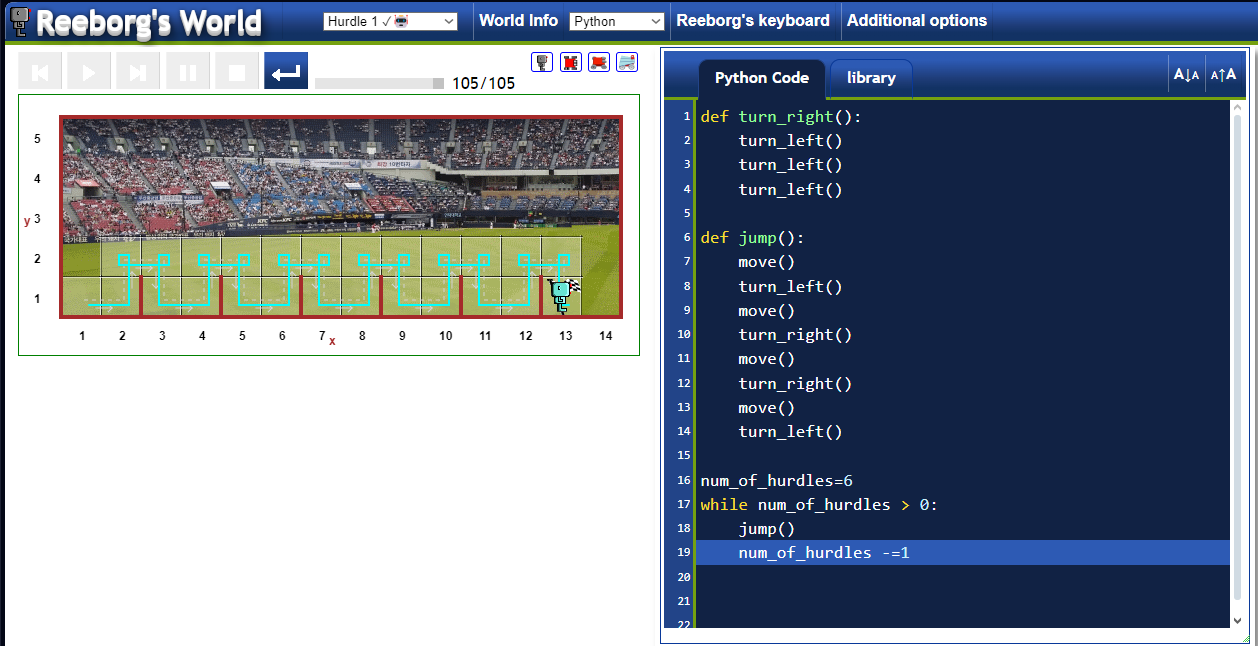 Reeborg's World
Hurdle 1 ✓
World Info
Python
Reeborg's keyboard
Additional options
105/105
5
4
y 3
2
1
1 2 3 4 5 6 7 x 8 9 10 11 12 13 14
Python Code
library
A↓A
A↑A
1 def turn_right():
2     turn_left()
3     turn_left()
4     turn_left()
5
6 def jump():
7     move()
8     turn_left()
9     move()
10     turn_right()
11     move()
12     turn_right()
13     move()
14     turn_left()
15
16 num_of_hurdles=6
17 while num_of_hurdles > 0:
18     jump()
19     num_of_hurdles -=1
20
21
22